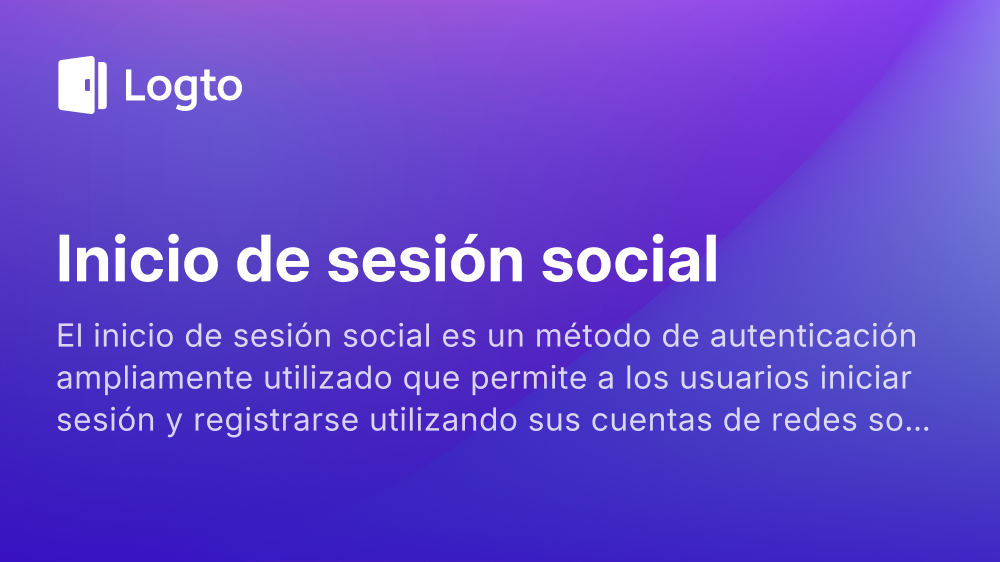 Logto
Inicio de sesión social
El inicio de sesión social es un método de autenticación
ampliamente utilizado que permite a los usuarios iniciar
sesión y registrarse utilizando sus cuentas de redes so...